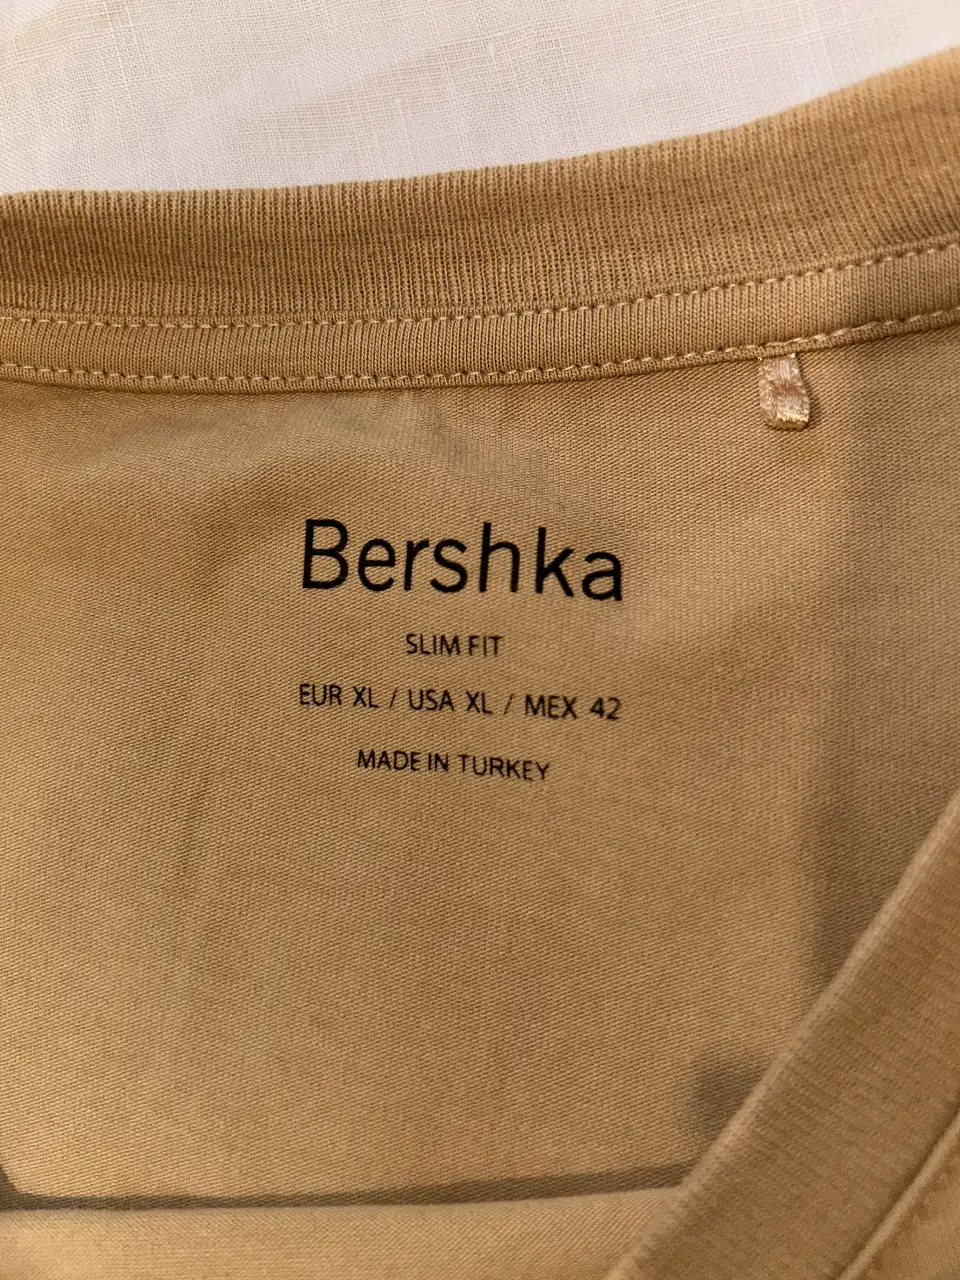 Bershka
SLIM FIT
EUR XL / USA XL / MEX 42
MADE IN TURKEY